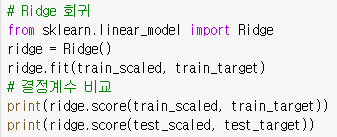 # Ridge 회귀
from sklearn.linear_model import Ridge
ridge = Ridge()
ridge.fit(train_scaled, train_target)
# 결정계수 비교
print(ridge.score(train_scaled, train_target))
print(ridge.score(test_scaled, test_target))